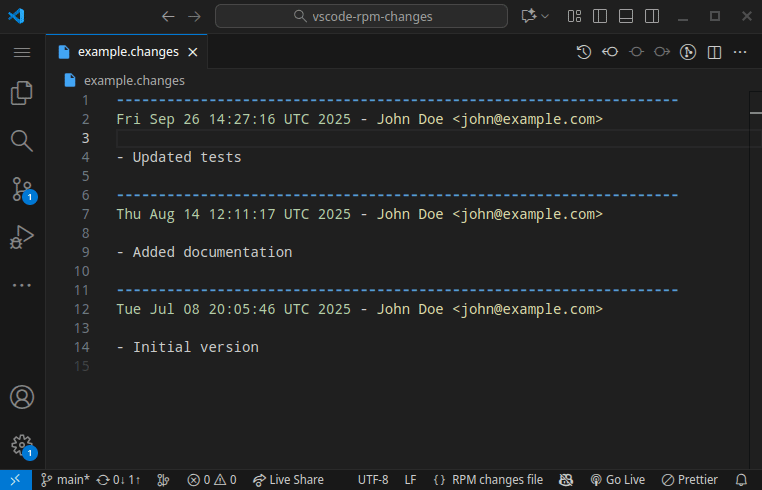 vscode-rpm-changes
example.changes
example.changes
1 -------------------------------------------------------------------
2 Fri Sep 26 14:27:16 UTC 2025 - John Doe <john@example.com>
3
4 - Updated tests
5
6 -------------------------------------------------------------------
7 Thu Aug 14 12:11:17 UTC 2025 - John Doe <john@example.com>
8
9 - Added documentation
10
11 -------------------------------------------------------------------
12 Tue Jul 08 20:05:46 UTC 2025 - John Doe <john@example.com>
13
14 - Initial version
15
1
1
main* 0↓ 1↑ 0 0 Live Share UTF-8 LF {} RPM changes file Go Live Prettier